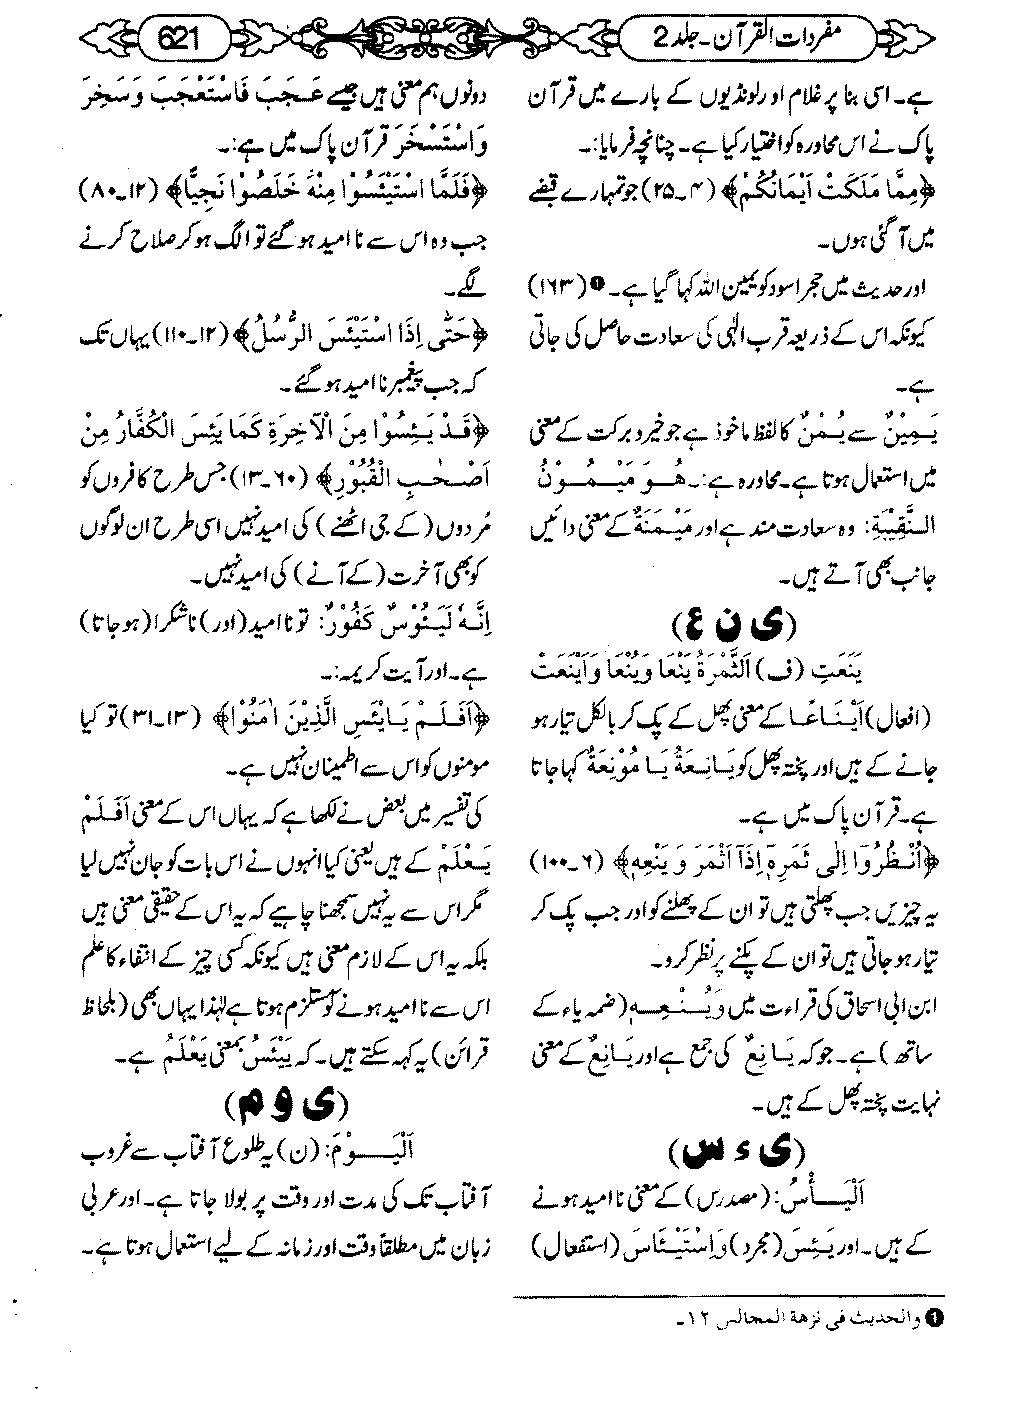 مفردات القرآن۔جلد 2
621
ہے۔ اسی بنا پر غلام اور لونڈیوں کے بارے میں قرآن
پاک نے اس محاورہ کو اختیار کیا ہے۔ چنانچہ فرمایا:۔
﴿مِمَّا مَلَكَتْ اَيْمَانُكُمْ﴾ (۴۔۲۵) جو تمہارے قبضے
میں آ گئی ہوں۔
اور حدیث میں حجر اسود کو یمین اللہ کہا گیا ہے۔❶ (۱۶۳)
کیونکہ اس کے ذریعہ قرب الٰہی کی سعادت حاصل کی جاتی
ہے۔
يَمِيْنٌ سے يُمْنٌ کا لفظ ماخوذ ہے جو خیر و برکت کے معنی
میں استعمال ہوتا ہے۔ محاورہ ہے:۔ هُوَ مَيْمُوْنُ
النَّقِيْبَةِ: وہ سعادت مند ہے اور مَيْمَنَةٌ کے معنی دائیں
جانب بھی آتے ہیں۔
(ی ن ع)
يَنَعَتِ (ف) اَلثَّمْرَةُ يَنْعًا وَيُنْعًا وَاَيْنَعَتْ
(افعال) اَيْنَاعًا کے معنی پھل کے پک کر بالکل تیار ہو
جانے کے ہیں اور پختہ پھل کو يَانِعَةٌ يَا مُوْنِعَةٌ کہا جاتا
ہے۔ قرآن پاک میں ہے۔
﴿اُنْظُرُوْٓا اِلٰى ثَمَرِهٖٓ اِذَآ اَثْمَرَ وَ يَنْعِهٖ﴾ (۶۔۱۰۰)
یہ چیزیں جب پھلتی ہیں تو ان کے پھلنے کو اور جب پک کر
تیار ہو جاتی ہیں تو ان کے پکنے پر نظر کرو۔
ابن ابی اسحاق کی قراءت میں وَيُنْعِهٖ (ضمہ یاء کے
ساتھ) ہے۔ جو کہ يَانِعٌ کی جمع ہے اور يَانِعٌ کے معنی
نہایت پختہ پھل کے ہیں۔
(ی ء س)
اَلْيَأْسُ: (مصدر س) کے معنی ناامید ہونے
کے ہیں۔ اور يَئِسَ (مجرد) وَاِسْتَيْئَاسَ (استفعال)
❶ والحديث فى نزهة المجالس ۱۲۔
دونوں ہم معنی ہیں جیسے عَجِبَ فَاسْتَعْجَبَ وَسَخِرَ
وَاسْتَسْخَرَ قرآن پاک میں ہے:۔
﴿فَلَمَّا اسْتَيْئَسُوْا مِنْهُ خَلَصُوْا نَجِيًّا﴾ (۱۲۔۸۰)
جب وہ اس سے ناامید ہو گئے تو الگ ہو کر صلاح کرنے
لگے۔
﴿حَتّٰى اِذَا اسْتَيْئَسَ الرُّسُلُ﴾ (۱۲۔۱۱۰) یہاں تک
کہ جب پیغمبر ناامید ہو گئے۔
﴿قَدْ يَئِسُوْا مِنَ الْاٰخِرَةِ كَمَا يَئِسَ الْكُفَّارُ مِنْ
اَصْحٰبِ الْقُبُوْرِ﴾ (۶۰۔۱۳) جس طرح کافروں کو
مُردوں (کے جی اٹھنے) کی امید نہیں اسی طرح ان لوگوں
کو بھی آخرت (کے آنے) کی امید نہیں۔
اِنَّهٗ لَيَئُوْسٌ كَفُوْرٌ: تو ناامید (اور) ناشکرا (ہو جاتا)
ہے۔ اور آیت کریمہ:۔
﴿اَفَلَمْ يَايْئَسِ الَّذِيْنَ اٰمَنُوْا﴾ (۱۳۔۳۱) تو کیا
مومنوں کو اس سے اطمینان نہیں ہے۔
کی تفسیر میں بعض نے لکھا ہے کہ یہاں اس کے معنی اَفَلَمْ
يَعْلَمْ کے ہیں یعنی کیا انہوں نے اس بات کو جان نہیں لیا
مگر اس سے یہ نہیں سمجھنا چاہیے کہ یہ اس کے حقیقی معنی ہیں
بلکہ یہ اس کے لازم معنی ہیں کیونکہ کسی چیز کے انتفاء کا علم
اس سے ناامید ہونے کو مستلزم ہوتا ہے لہٰذا یہاں بھی (بلحاظ
قرائن) یہ کہہ سکتے ہیں۔ کہ يَيْئَسُ بمعنی يَعْلَمُ ہے۔
(ی و م)
اَلْيَوْمَ: (ن) یہ طلوع آفتاب سے غروب
آفتاب تک کی مدت اور وقت پر بولا جاتا ہے۔ اور عربی
زبان میں مطلقاً وقت اور زمانہ کے لیے استعمال ہوتا ہے۔